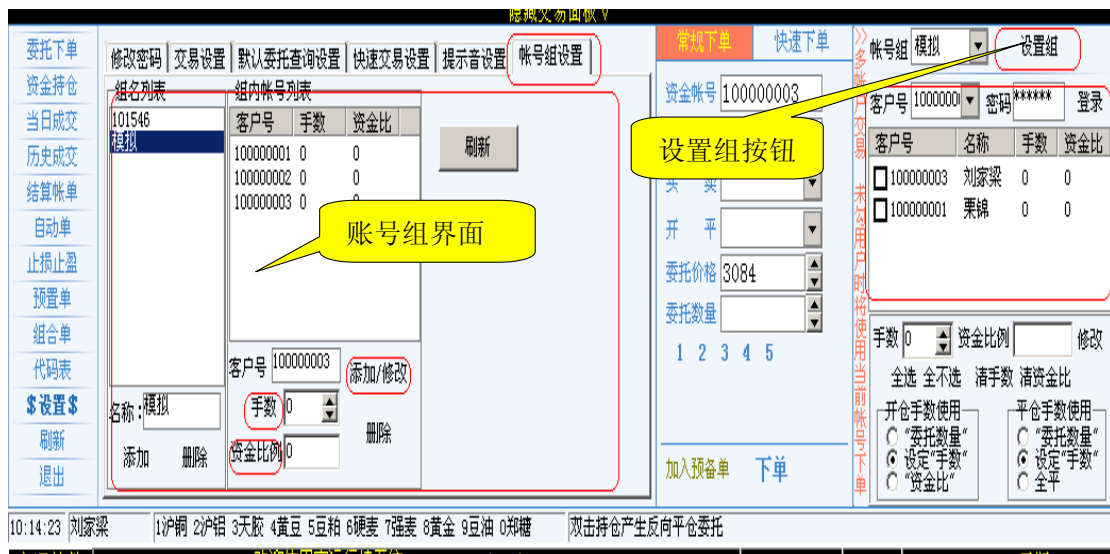 隐藏交易面板 ∨
委托下单
资金持仓
当日成交
历史成交
结算帐单
自动单
止损止盈
预置单
组合单
代码表
$设置$
刷新
退出
修改密码 交易设置 默认委托查询设置 快速交易设置 提示音设置 帐号组设置
组名列表
101546
模拟
名称:模拟
添加 删除
组内帐号列表
客户号 手数 资金比
100000001 0 0
100000002 0 0
100000003 0 0
刷新
账号组界面
客户号 100000003 添加/修改
手数 0
删除
资金比例 0
常规下单 快速下单
资金帐号 100000003
设置组按钮
买 卖
开 平
委托价格 3084
委托数量
1 2 3 4 5
加入预备单 下单
多帐户交易 未勾用户时将使用当前帐号下单
帐号组 模拟 设置组
客户号 1000000 密码 ****** 登录
客户号 名称 手数 资金比
100000003 刘家梁 0 0
100000001 栗锦 0 0
手数 0 资金比例 修改
全选 全不选 清手数 清资金比
开仓手数使用
"委托数量"
设定"手数"
"资金比"
平仓手数使用
"委托数量"
设定"手数"
全平
10:14:23 刘家梁 1沪铜 2沪铝 3天胶 4黄豆 5豆粕 6硬麦 7强麦 8黄金 9豆油 0郑糖 双击持仓产生反向平仓委托